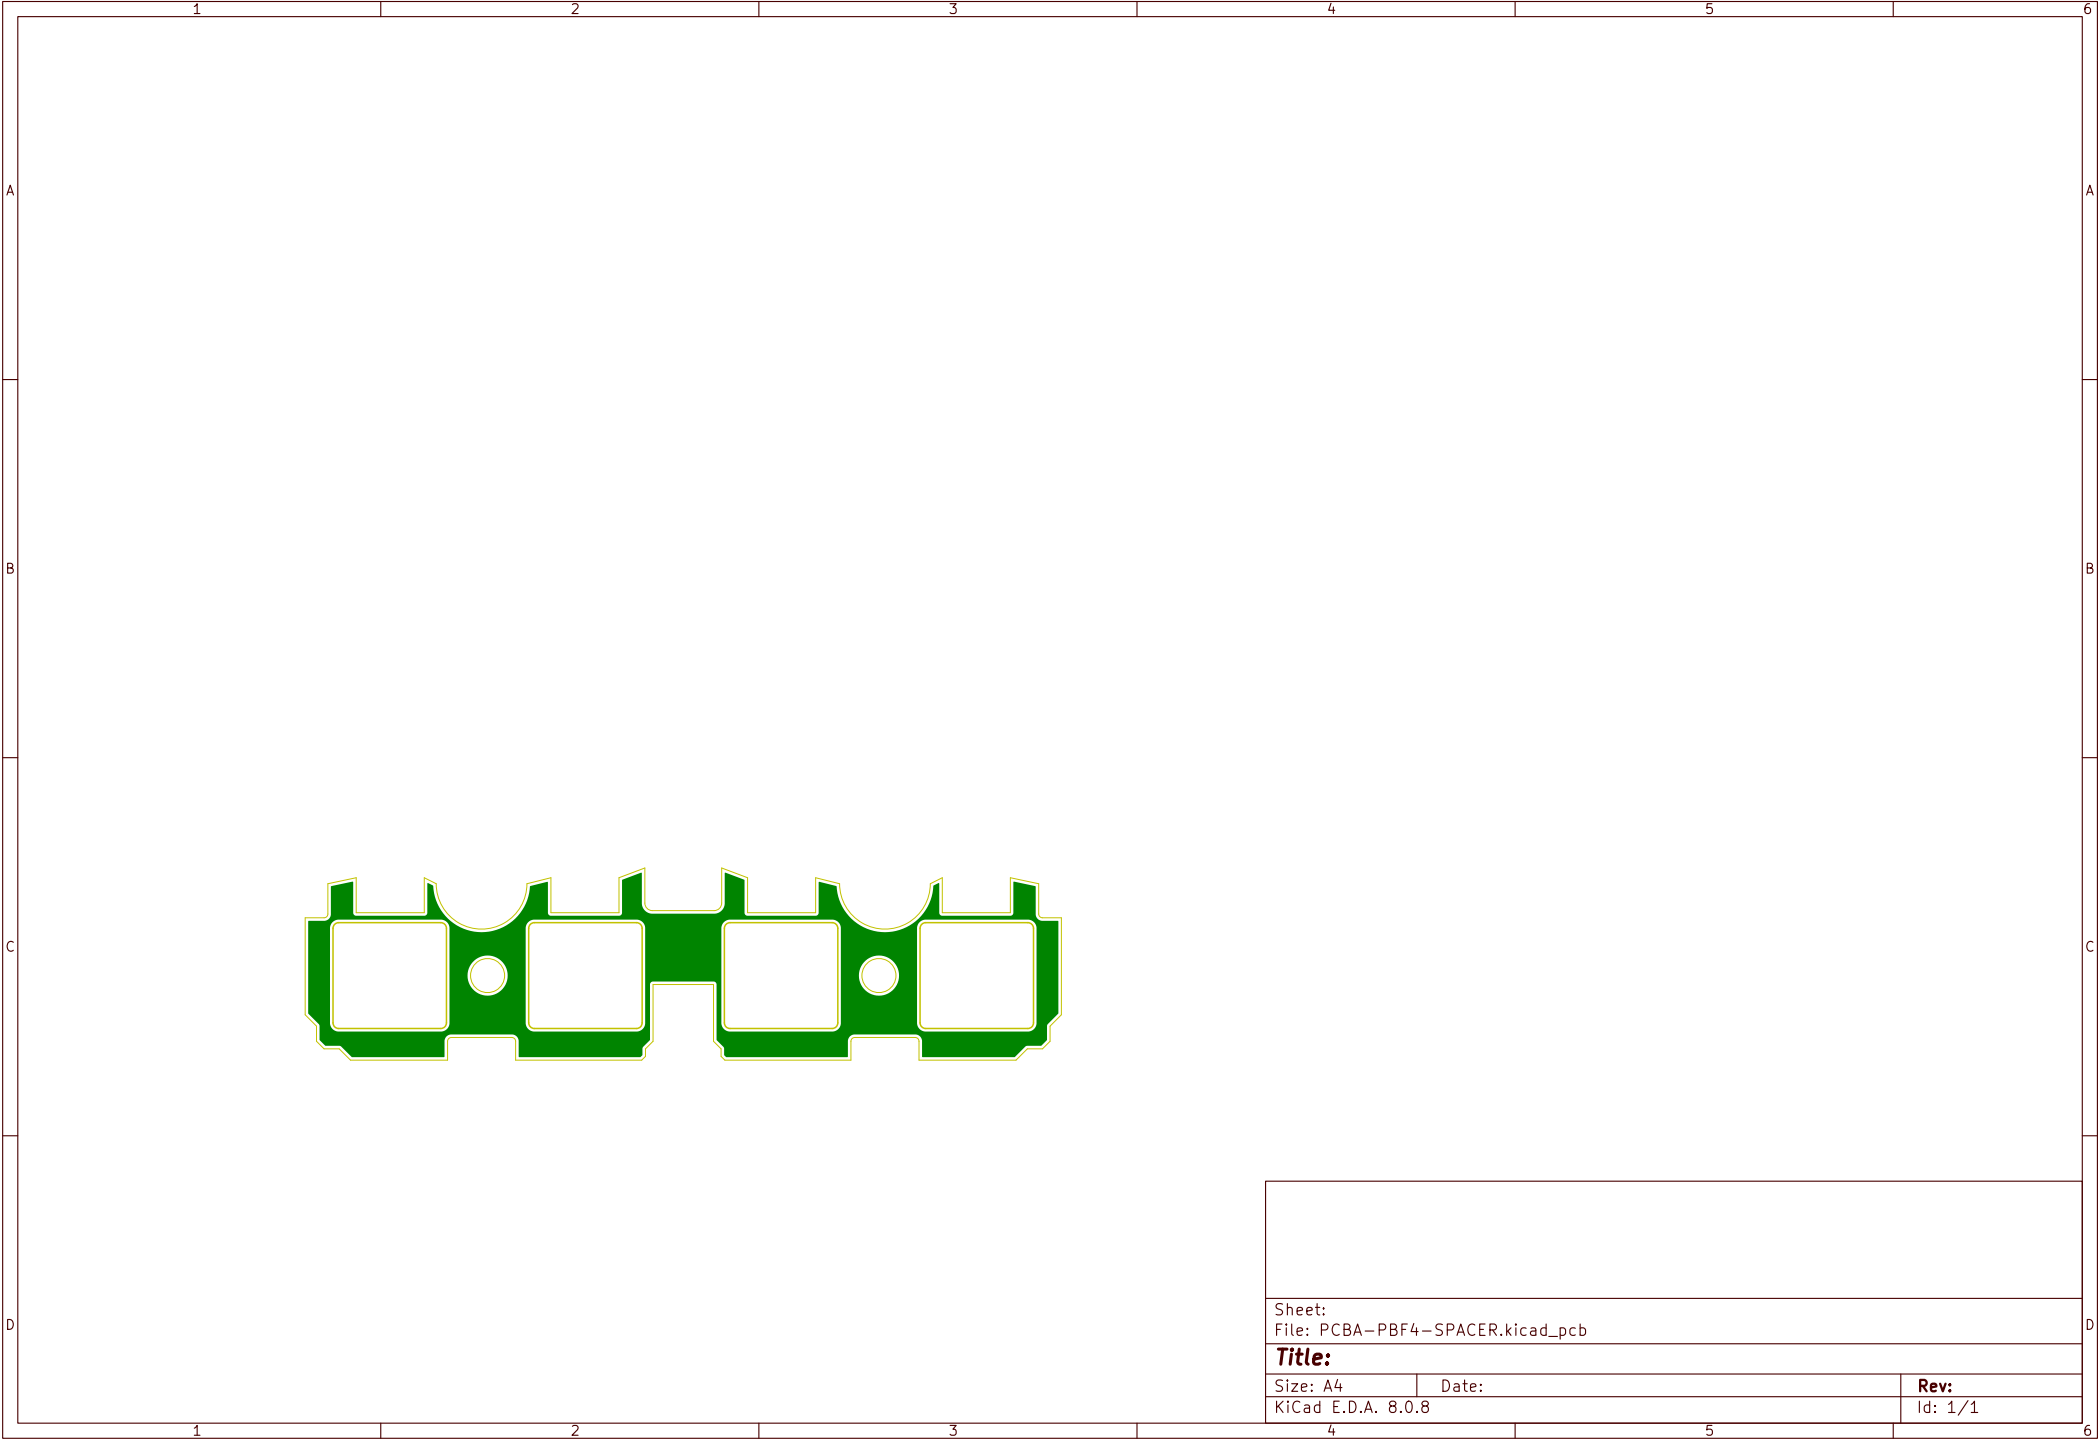 1 2 3 4 5 6
A A
B B
C C
D D
Sheet:
File: PCBA-PBF4-SPACER.kicad_pcb
Title:
Size: A4 Date: Rev:
KiCad E.D.A. 8.0.8 Id: 1/1
1 2 3 4 5 6